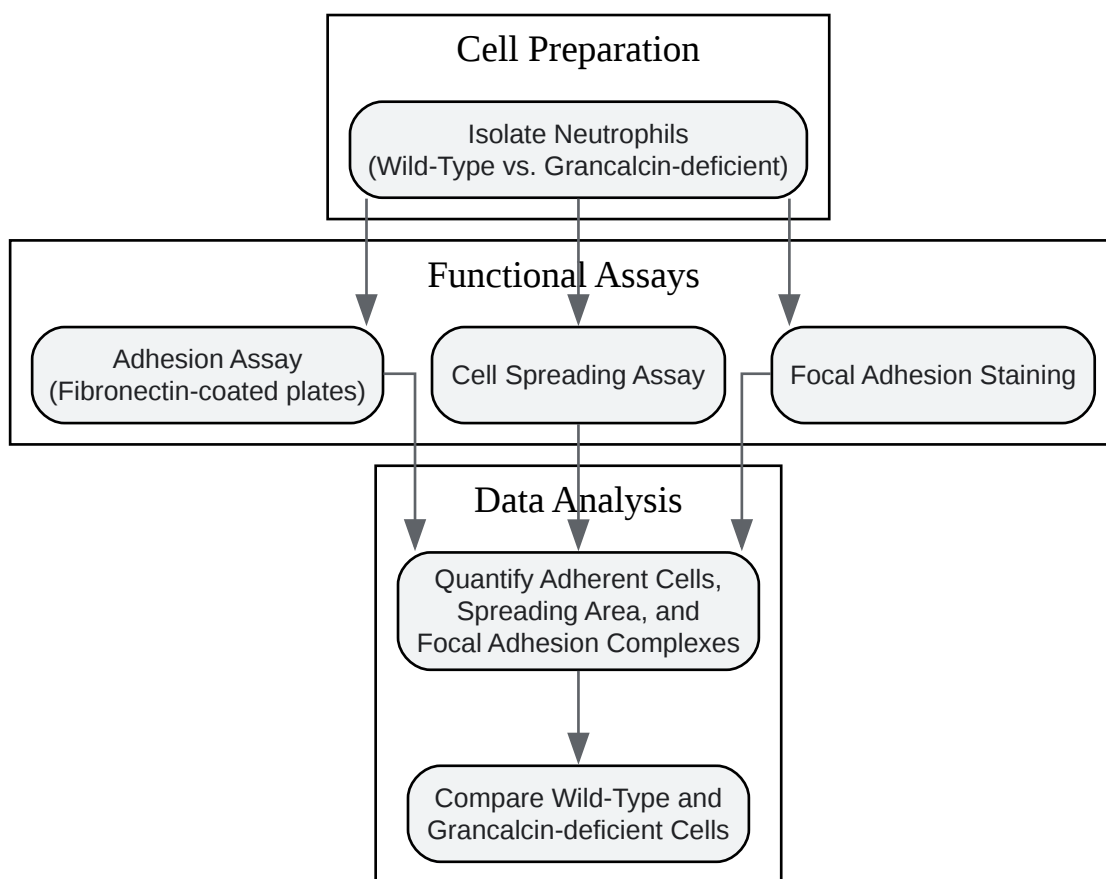 Cell Preparation
Isolate Neutrophils
(Wild-Type vs. Grancalcin-deficient)
Functional Assays
Adhesion Assay
(Fibronectin-coated plates)
Cell Spreading Assay
Focal Adhesion Staining
Data Analysis
Quantify Adherent Cells,
Spreading Area, and
Focal Adhesion Complexes
Compare Wild-Type and
Grancalcin-deficient Cells